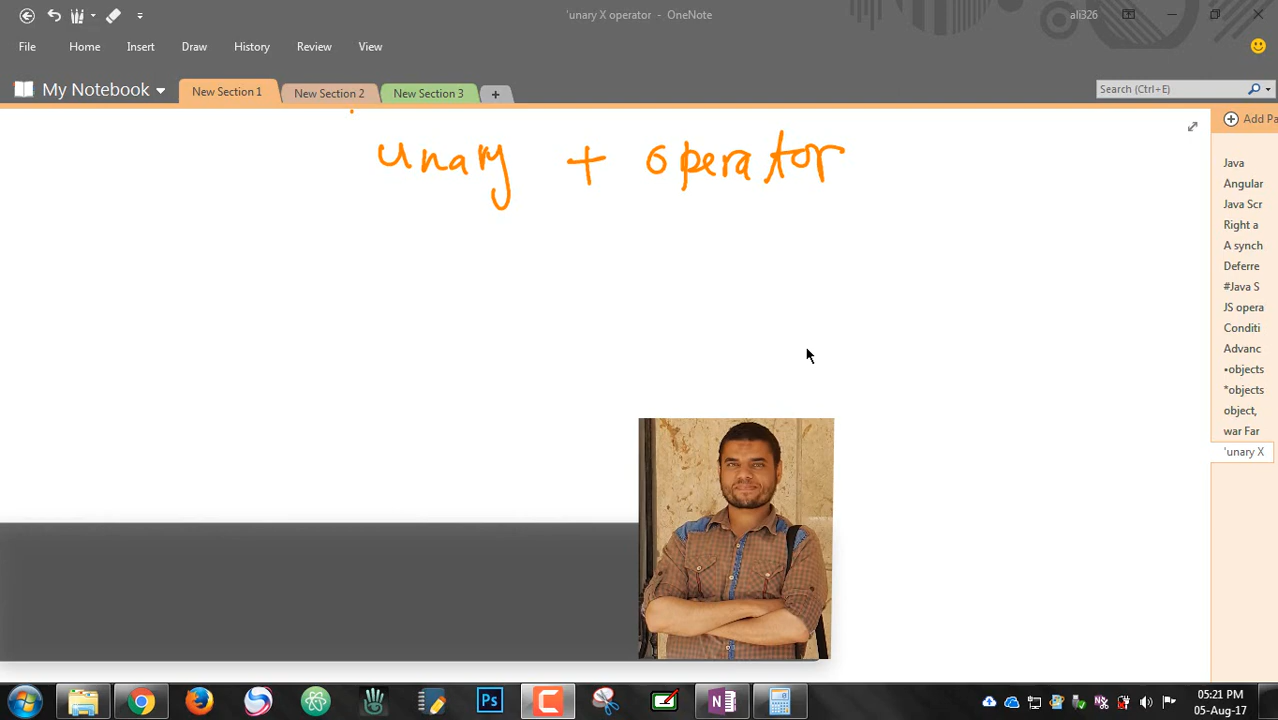 'unary X operator - OneNote
ali326
File Home Insert Draw History Review View
My Notebook New Section 1 New Section 2 New Section 3 Search (Ctrl+E)
Add Pa
unary + operator
Java
Angular
Java Scr
Right a
A synch
Deferre
#Java S
JS opera
Conditi
Advanc
•objects
*objects
object,
war Far
'unary X
Ps
05:21 PM
05-Aug-17